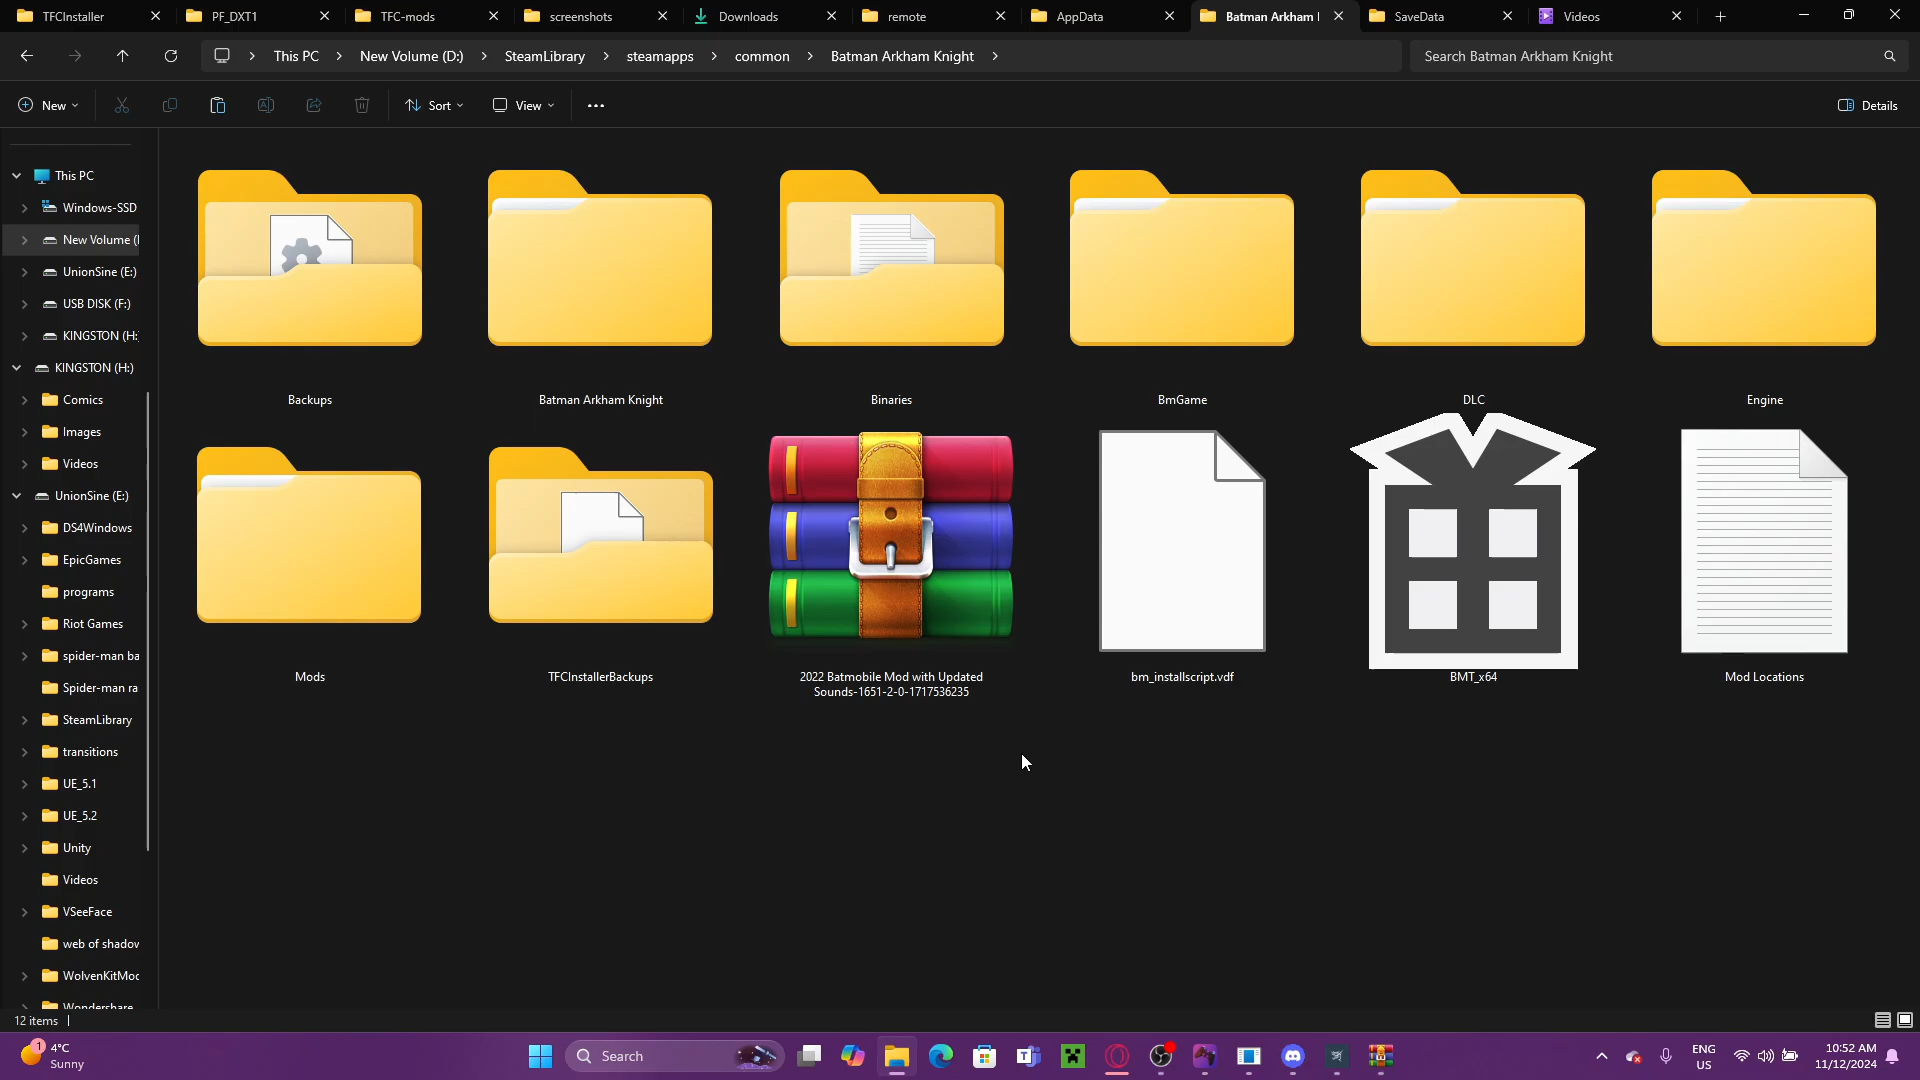 TFCInstaller
PF_DXT1
TFC-mods
screenshots
Downloads
remote
AppData
Batman Arkham
SaveData
Videos
This PC
New Volume (D:)
SteamLibrary
steamapps
common
Batman Arkham Knight
Search Batman Arkham Knight
New
Sort
View
Details
This PC
Windows-SSD
New Volume (
UnionSine (E:)
USB DISK (F:)
KINGSTON (H:
KINGSTON (H:)
Comics
Images
Videos
UnionSine (E:)
DS4Windows
EpicGames
programs
Riot Games
spider-man ba
Spider-man ra
SteamLibrary
transitions
UE_5.1
UE_5.2
Unity
Videos
VSeeFace
web of shadov
WolvenKitMoc
Wondershare
Backups
Batman Arkham Knight
Binaries
BmGame
DLC
Engine
Mods
TFCInstallerBackups
2022 Batmobile Mod with Updated
Sounds-1651-2-0-1717536235
bm_installscript.vdf
BMT_x64
Mod Locations
12 items
1
4°C
Sunny
Search
ENG
US
10:52 AM
11/12/2024